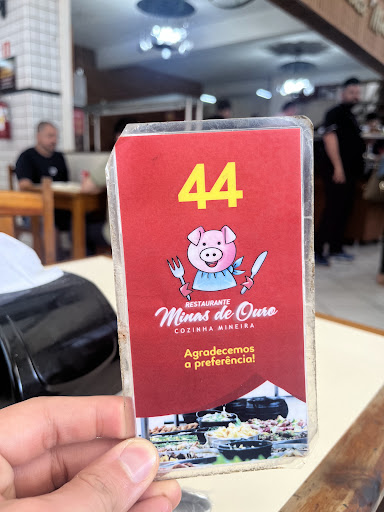 44
RESTAURANTE
Minas de Ouro
COZINHA MINEIRA
Agradecemos
a preferência!